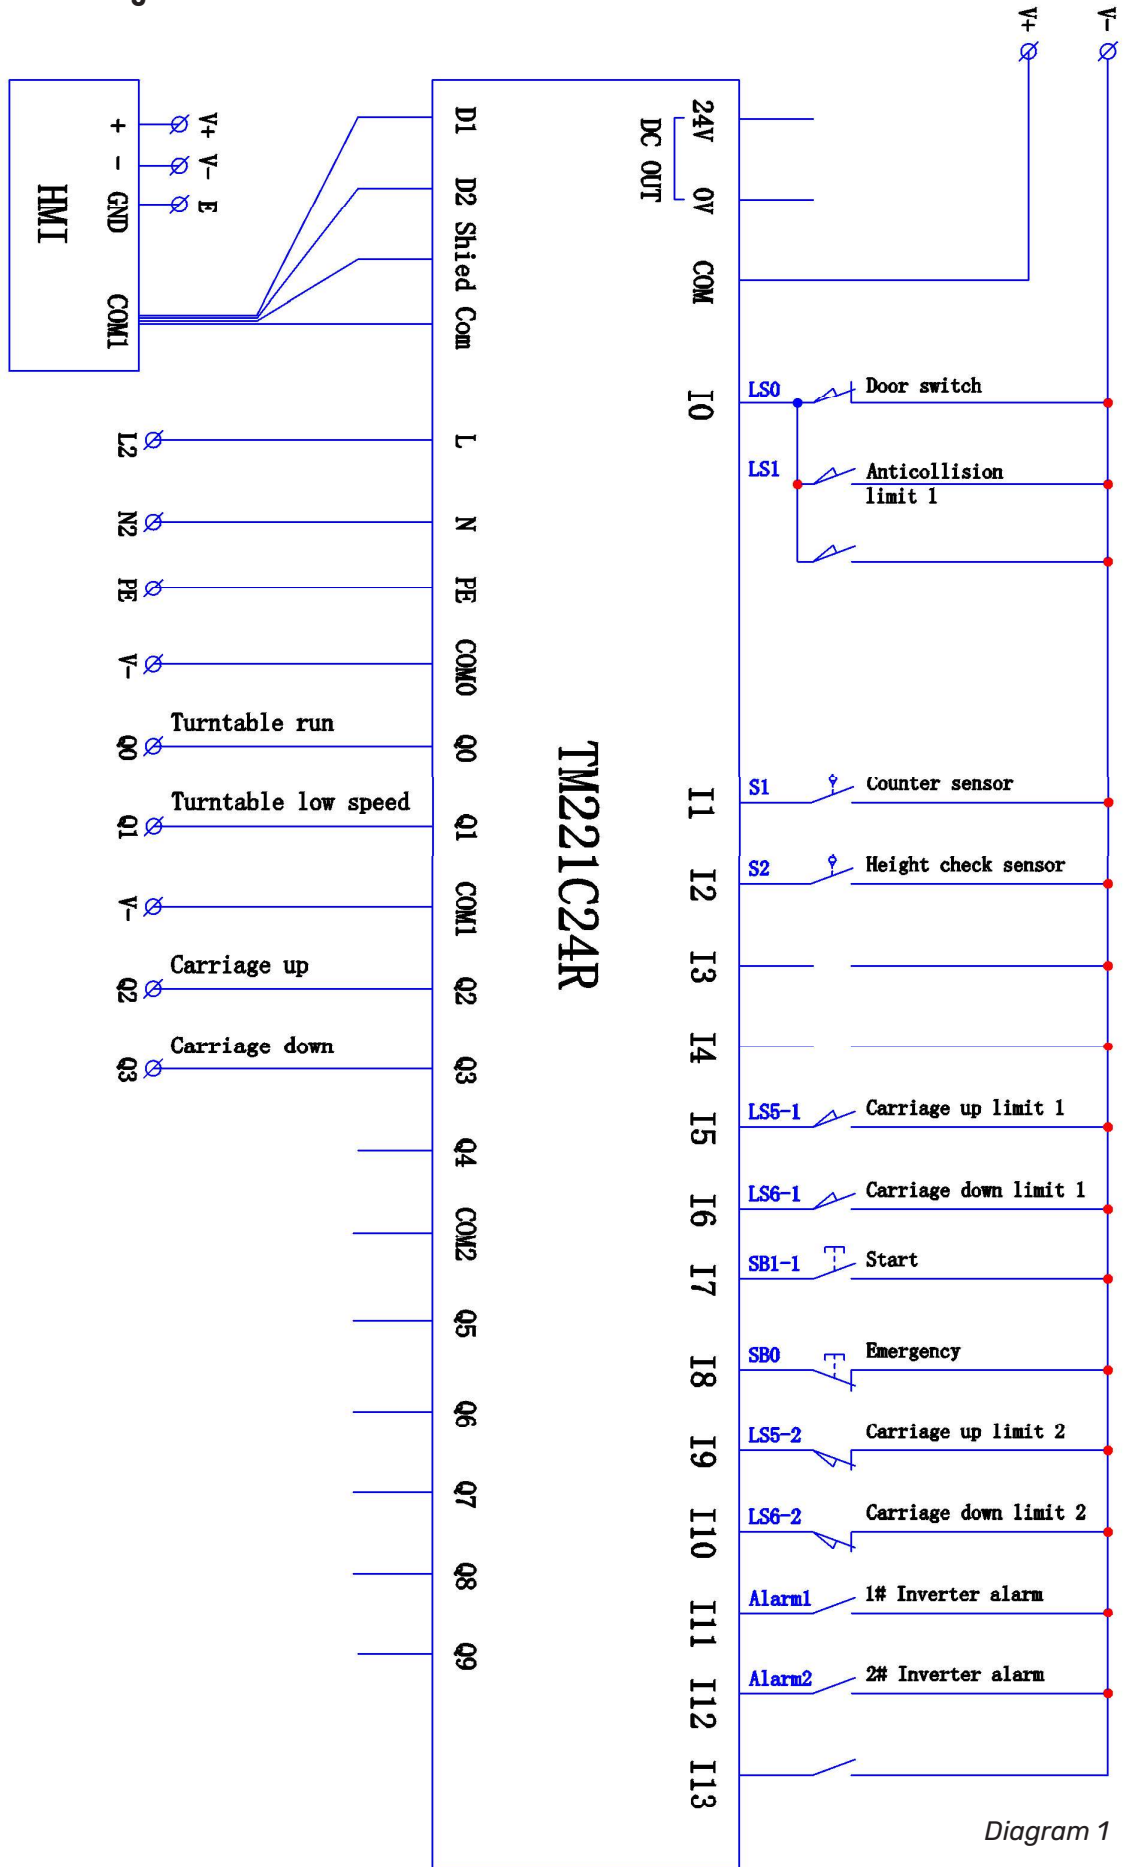 V+
V-
HMI
+
-
GND
COM1
V+
V-
E
D1
D2
Shied
Com
L
N
PE
COM0
Q0
Q1
COM1
Q2
Q3
Q4
COM2
Q5
Q6
Q7
Q8
Q9
L2
N2
PE
V-
Q0
Turntable run
Q1
Turntable low speed
V-
Q2
Carriage up
Q3
Carriage down
TM221C24R
24V
0V
DC OUT
COM
I0
I1
I2
I3
I4
I5
I6
I7
I8
I9
I10
I11
I12
I13
LS0
Door switch
LS1
Anticollision
limit 1
S1
Counter sensor
S2
Height check sensor
LS5-1
Carriage up limit 1
LS6-1
Carriage down limit 1
SB1-1
Start
SB0
Emergency
LS5-2
Carriage up limit 2
LS6-2
Carriage down limit 2
Alarm1
1# Inverter alarm
Alarm2
2# Inverter alarm
Diagram 1